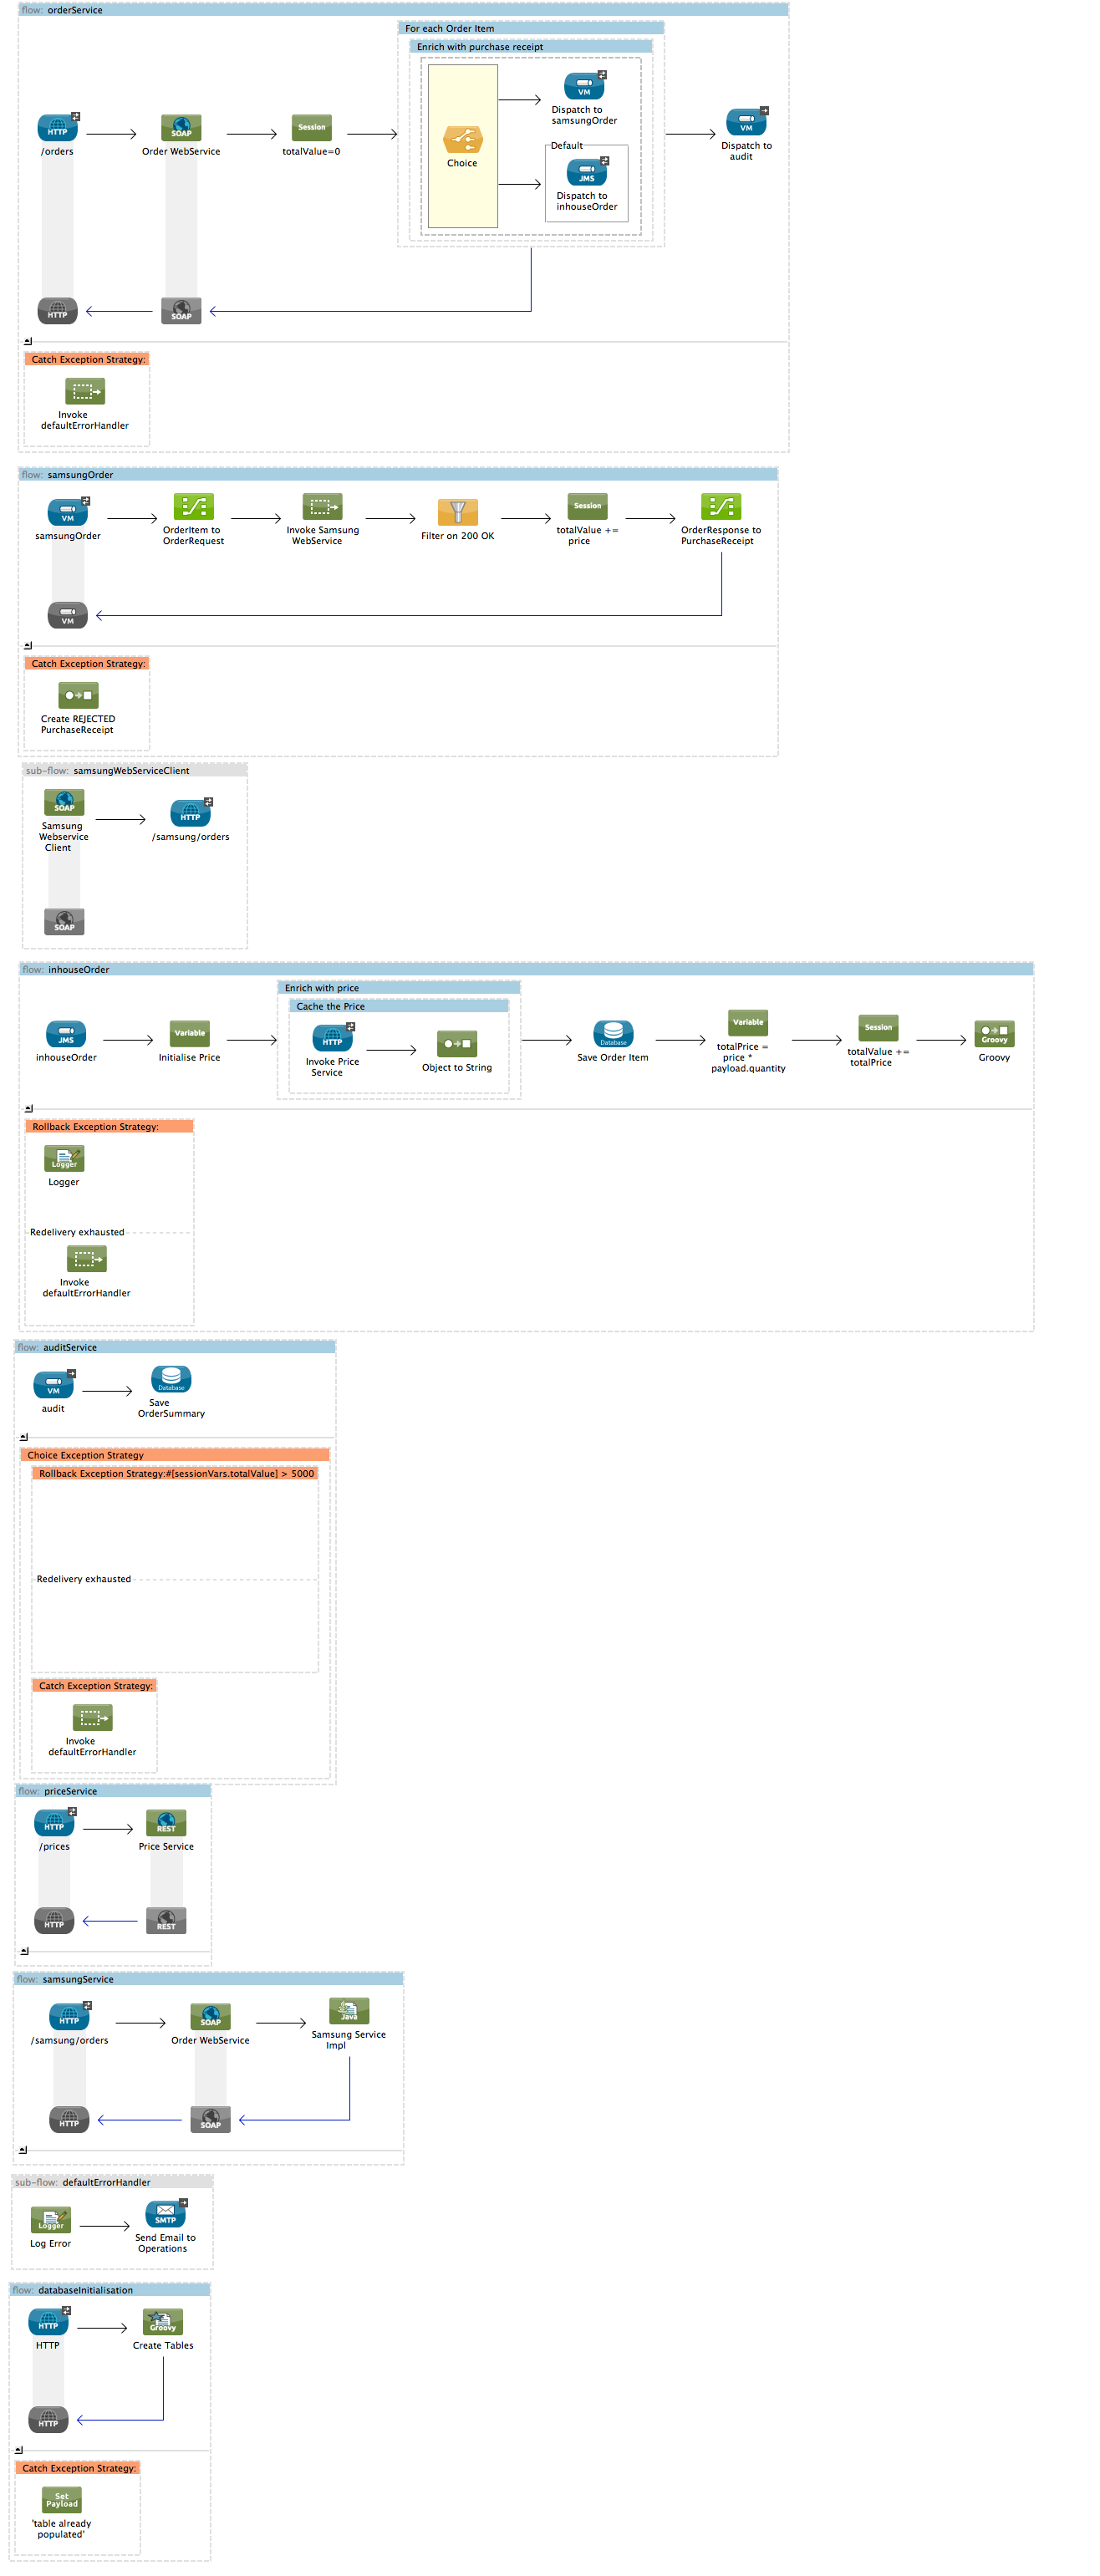 flow: orderService
For each Order Item
Enrich with purchase receipt
HTTP
/orders
SOAP
Order WebService
Session
totalValue=0
Choice
VM
Dispatch to
samsungOrder
Default
JMS
Dispatch to
inhouseOrder
VM
Dispatch to
audit
HTTP
SOAP
Catch Exception Strategy:
Invoke
defaultErrorHandler
flow: samsungOrder
VM
samsungOrder
OrderItem to
OrderRequest
Invoke Samsung
WebService
Filter on 200 OK
Session
totalValue +=
price
OrderResponse to
PurchaseReceipt
VM
Catch Exception Strategy:
Create REJECTED
PurchaseReceipt
sub-flow: samsungWebServiceClient
SOAP
Samsung
Webservice
Client
HTTP
/samsung/orders
SOAP
flow: inhouseOrder
Enrich with price
Cache the Price
JMS
inhouseOrder
Variable
Initialise Price
HTTP
Invoke Price
Service
Object to String
Database
Save Order Item
Variable
totalPrice =
price *
payload.quantity
Session
totalValue +=
totalPrice
Groovy
Groovy
Rollback Exception Strategy:
Logger
Logger
Redelivery exhausted
Invoke
defaultErrorHandler
flow: auditService
VM
audit
Database
Save
OrderSummary
Choice Exception Strategy
Rollback Exception Strategy:#[sessionVars.totalValue] > 5000
Redelivery exhausted
Catch Exception Strategy:
Invoke
defaultErrorHandler
flow: priceService
HTTP
/prices
REST
Price Service
HTTP
REST
flow: samsungService
HTTP
/samsung/orders
SOAP
Order WebService
Java
Samsung Service
Impl
HTTP
SOAP
sub-flow: defaultErrorHandler
Logger
Log Error
SMTP
Send Email to
Operations
flow: databaseInitialisation
HTTP
HTTP
Groovy
Create Tables
HTTP
Catch Exception Strategy:
Set
Payload
'table already
populated'